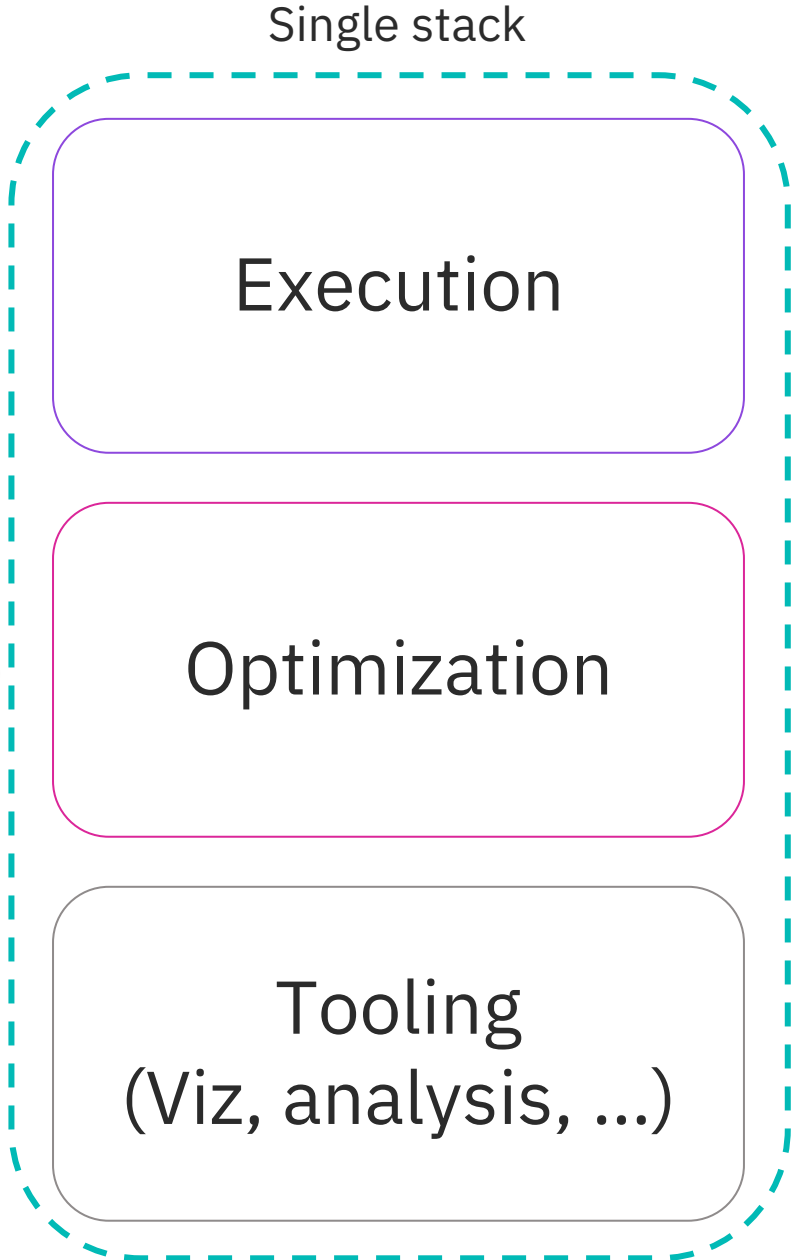 Single stack
Execution
Optimization
Tooling
(Viz, analysis, ...)